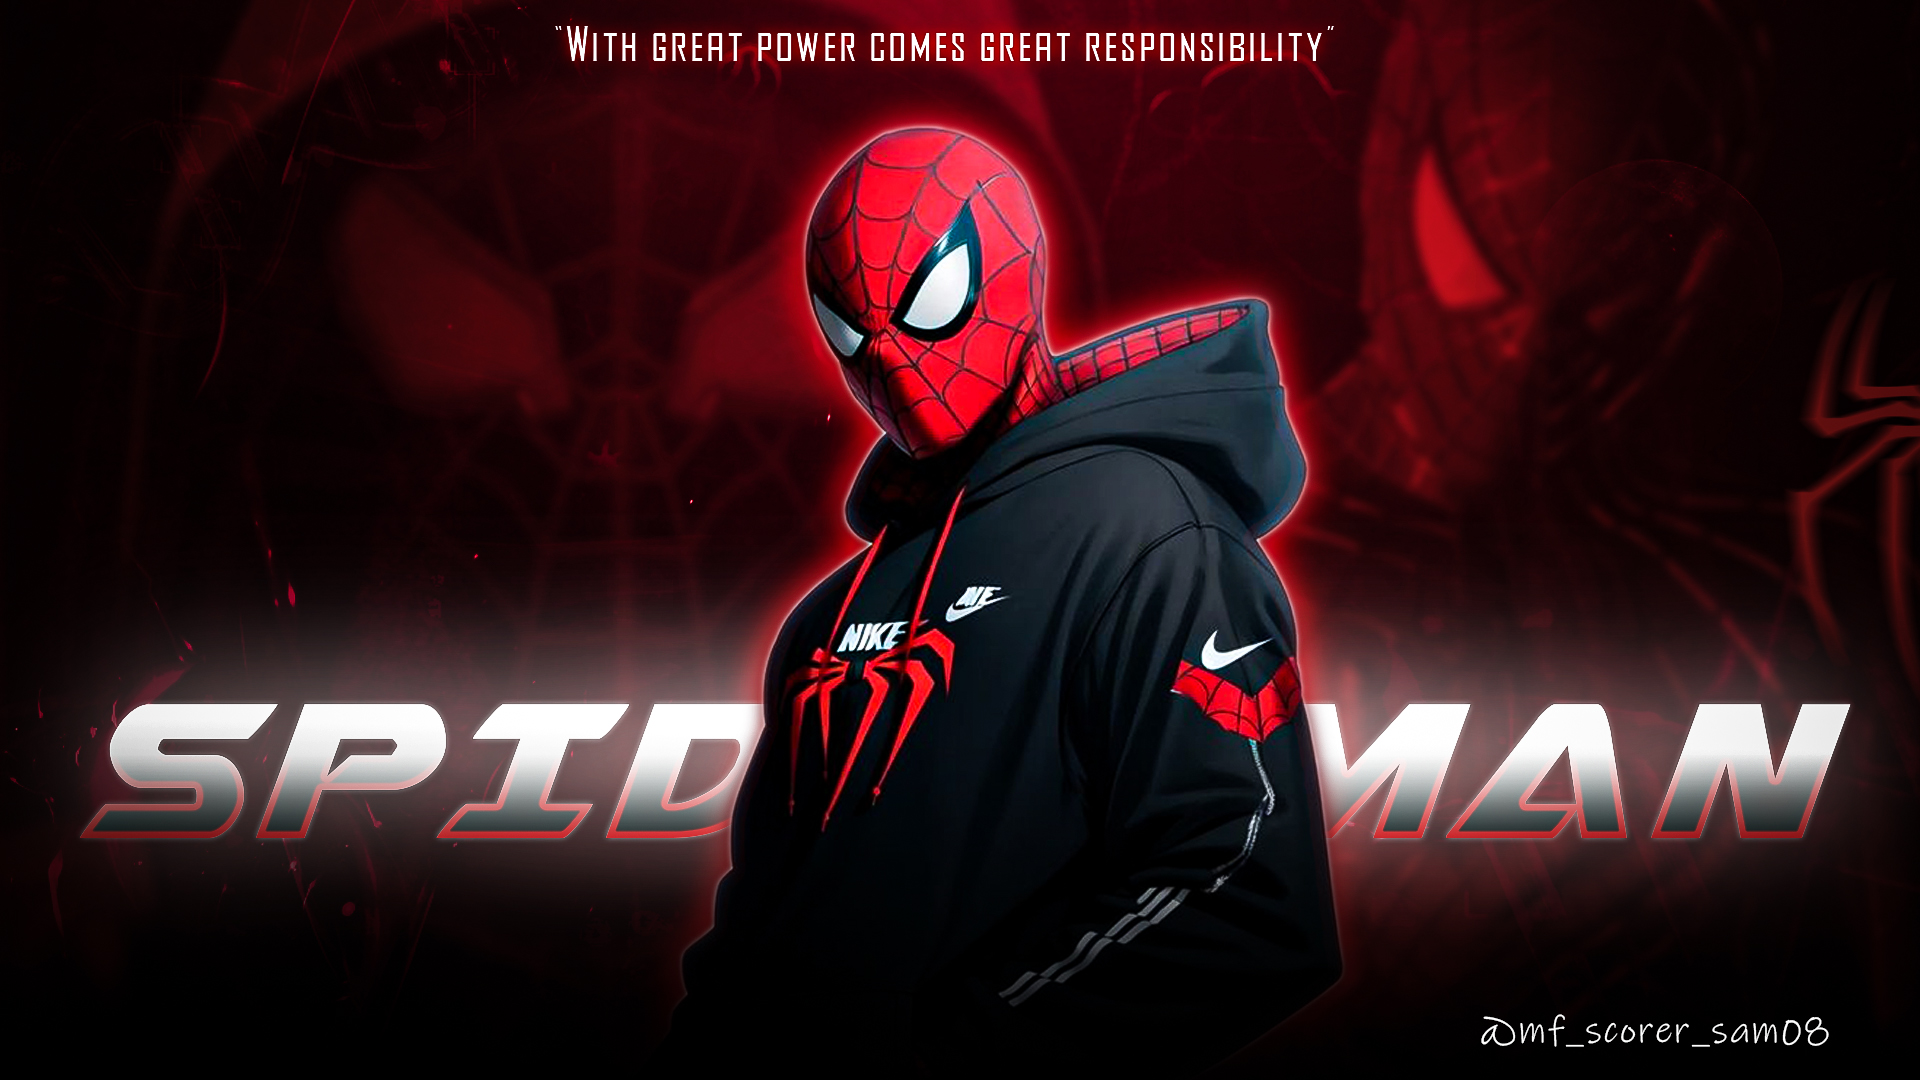 “WITH GREAT POWER COMES GREAT RESPONSIBILITY”
NIKE
SPID MAN
@mf_scorer_sam08